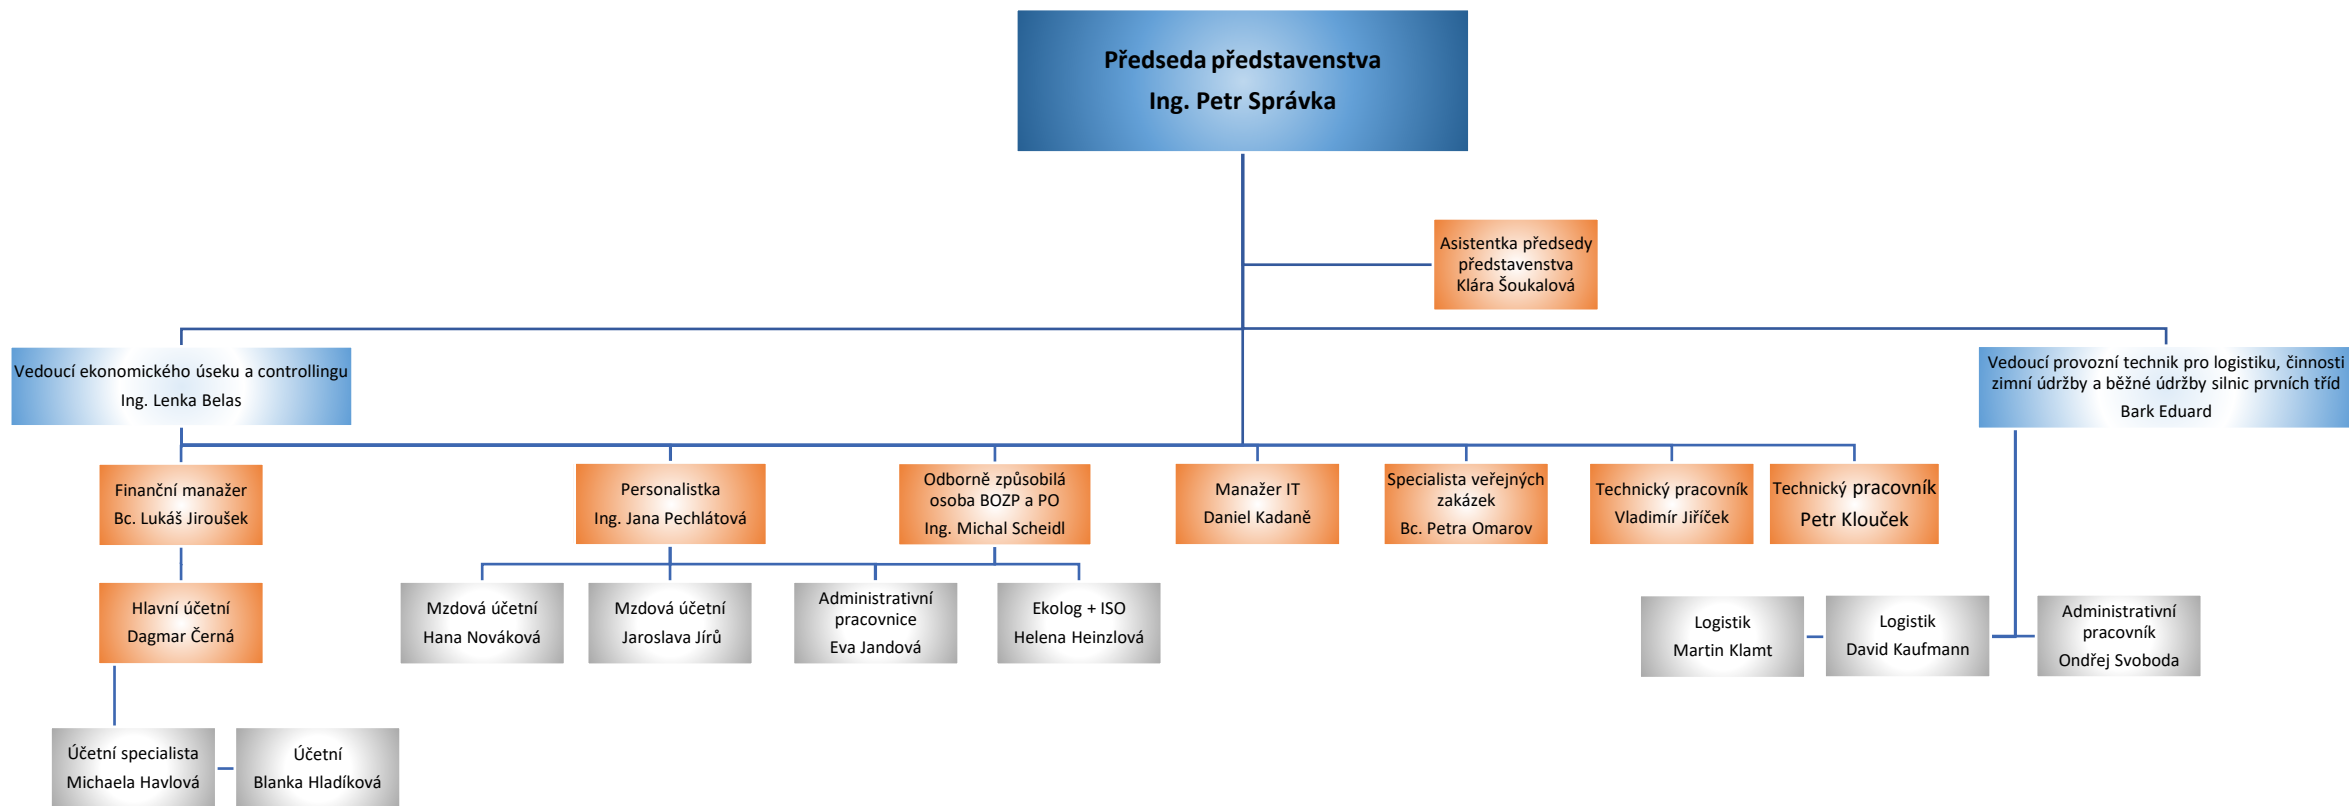 Předseda představenstva
Ing. Petr Správka
Asistentka předsedy
představenstva
Klára Šoukalová
Vedoucí ekonomického úseku a controllingu
Ing. Lenka Belas
Vedoucí provozní technik pro logistiku, činnosti
zimní údržby a běžné údržby silnic prvních tříd
Bark Eduard
Finanční manažer
Bc. Lukáš Jiroušek
Personalistka
Ing. Jana Pechlátová
Odborně způsobilá
osoba BOZP a PO
Ing. Michal Scheidl
Manažer IT
Daniel Kadaně
Specialista veřejných
zakázek
Bc. Petra Omarov
Technický pracovník
Vladimír Jiříček
Technický pracovník
Petr Klouček
Hlavní účetní
Dagmar Černá
Mzdová účetní
Hana Nováková
Mzdová účetní
Jaroslava Jírů
Administrativní
pracovnice
Eva Jandová
Ekolog + ISO
Helena Heinzlová
Logistik
Martin Klamt
Logistik
David Kaufmann
Administrativní
pracovník
Ondřej Svoboda
Účetní specialista
Michaela Havlová
Účetní
Blanka Hladíková